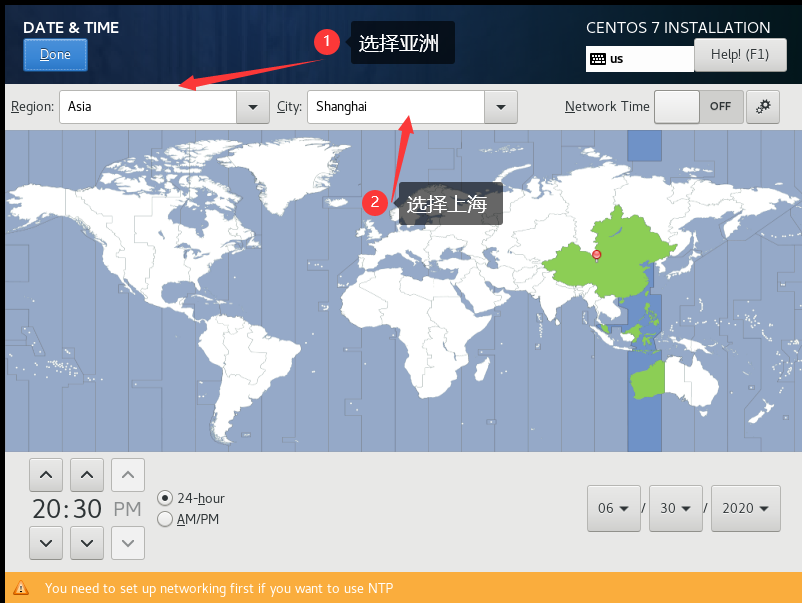 DATE & TIME
CENTOS 7 INSTALLATION
Done
1
选择亚洲
us
Help! (F1)
Region:
Asia
City:
Shanghai
Network Time
OFF
2
选择上海
20:30
PM
24-hour
AM/PM
06 / 30 / 2020
You need to set up networking first if you want to use NTP